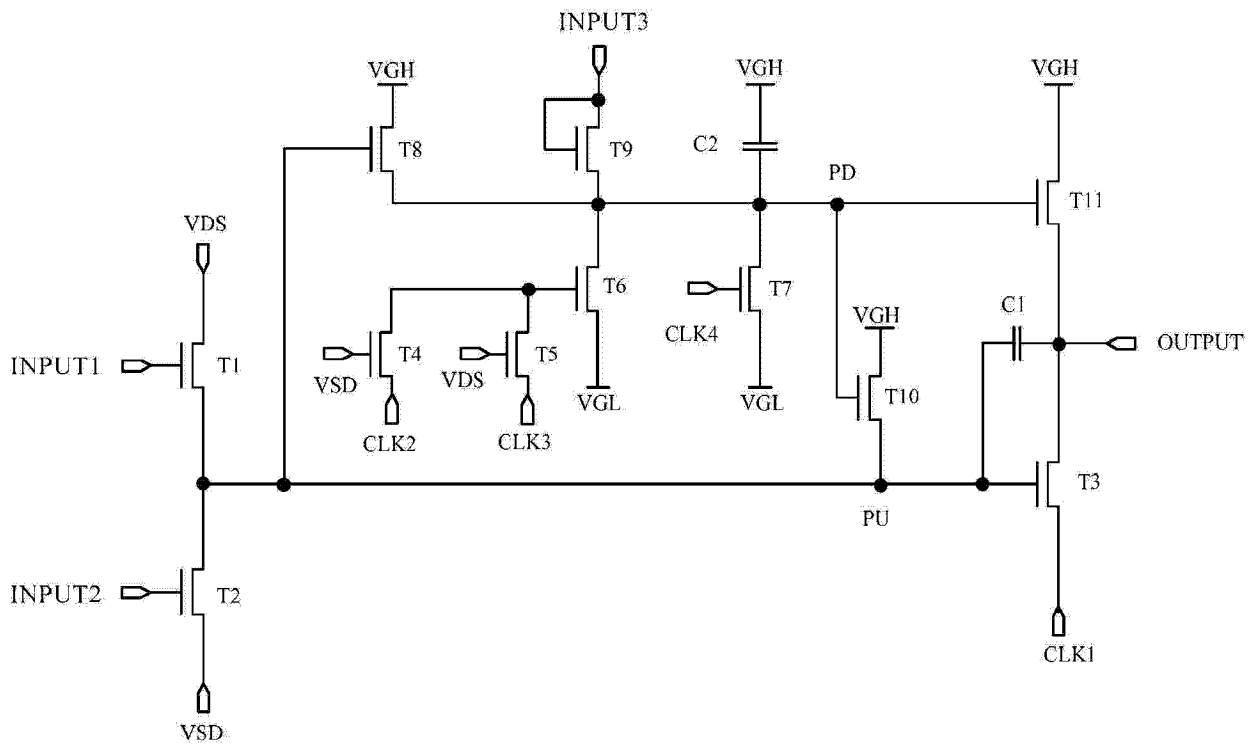 INPUT3
VGH
VGH
VGH
T8
T9
C2
PD
T11
VDS
T6
T7
CLK4
VGH
C1
OUTPUT
INPUT1
T1
VSD
T4
VDS
T5
T10
VGL
VGL
CLK2
CLK3
T3
PU
INPUT2
T2
CLK1
VSD